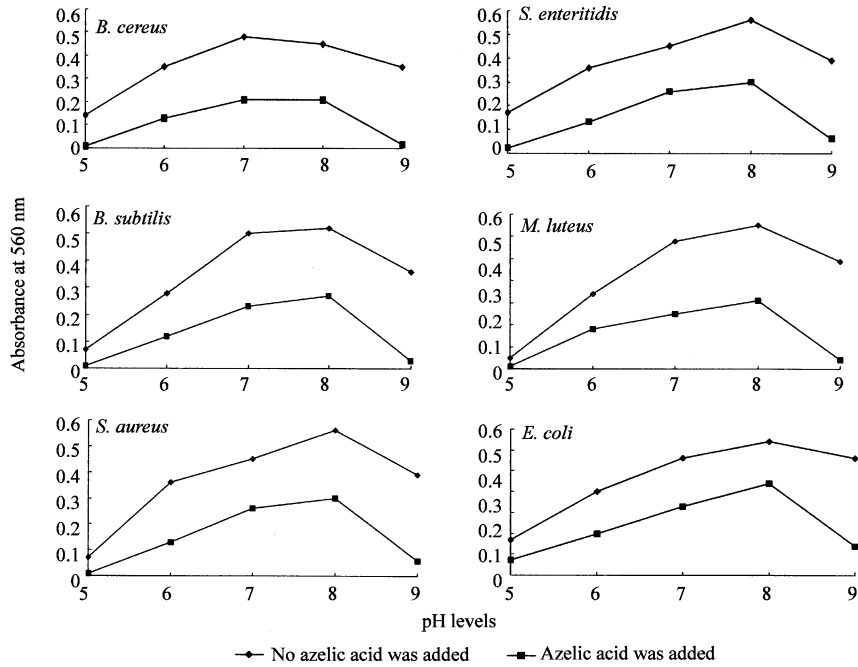 B. cereus
0.6
0.5
0.4
0.3
0.2
0.1
0
5 6 7 8 9
S. enteritidis
0.6
0.5
0.4
0.3
0.2
0.1
0
5 6 7 8 9
Absorbance at 560 nm
B. subtilis
0.6
0.5
0.4
0.3
0.2
0.1
0
5 6 7 8 9
M. luteus
0.6
0.5
0.4
0.3
0.2
0.1
0
5 6 7 8 9
S. aureus
0.6
0.5
0.4
0.3
0.2
0.1
0
5 6 7 8 9
E. coli
0.6
0.5
0.4
0.3
0.2
0.1
0
5 6 7 8 9
pH levels
No azelic acid was added
Azelic acid was added